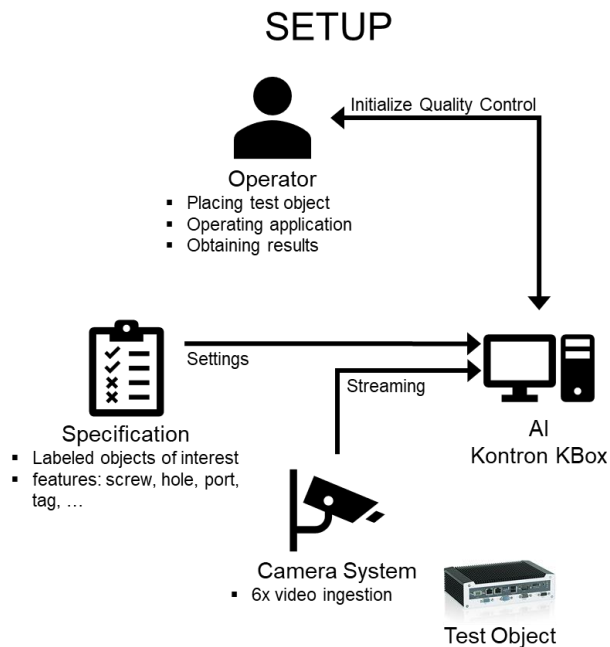 SETUP
Initialize Quality Control
Operator
▪ Placing test object
▪ Operating application
▪ Obtaining results
Settings
Streaming
Specification
▪ Labeled objects of interest
▪ features: screw, hole, port,
tag, …
AI
Kontron KBox
Camera System
▪ 6x video ingestion
Test Object